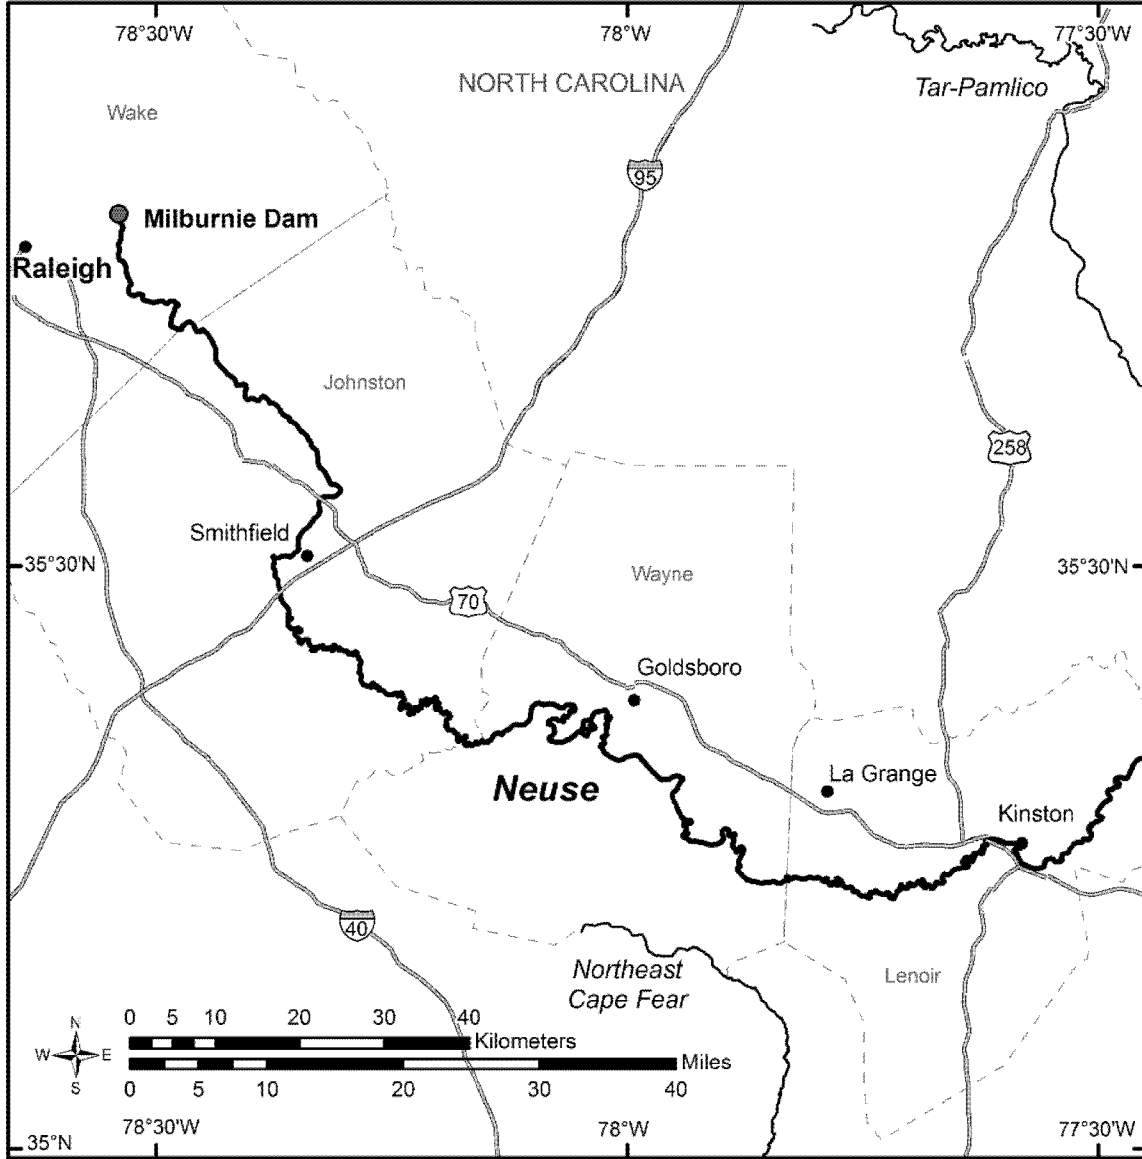 78°30'W
78°W
77°30'W
NORTH CAROLINA
Tar-Pamlico
Wake
95
Milburnie Dam
Raleigh
Johnston
258
Smithfield
35°30'N
35°30'N
Wayne
70
Goldsboro
La Grange
Neuse
Kinston
40
Northeast
Cape Fear
Lenoir
N
W E
S
0 5 10 20 30 40
Kilometers
Miles
0 5 10 20 30 40
78°30'W
78°W
77°30'W
35°N